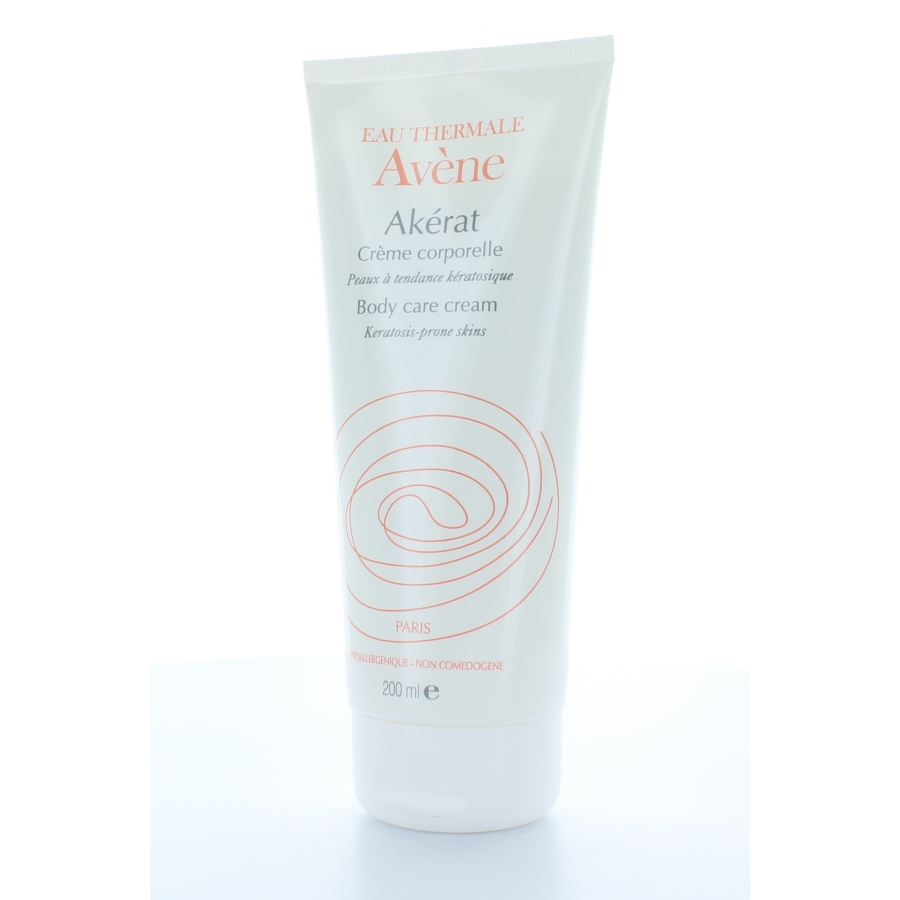 EAU THERMALE
Avène
Akérat
Crème corporelle
Peaux à tendance kératosique
Body care cream
Keratosis-prone skins
PARIS
HYPOALLERGENIQUE - NON COMEDOGENE
200 ml e